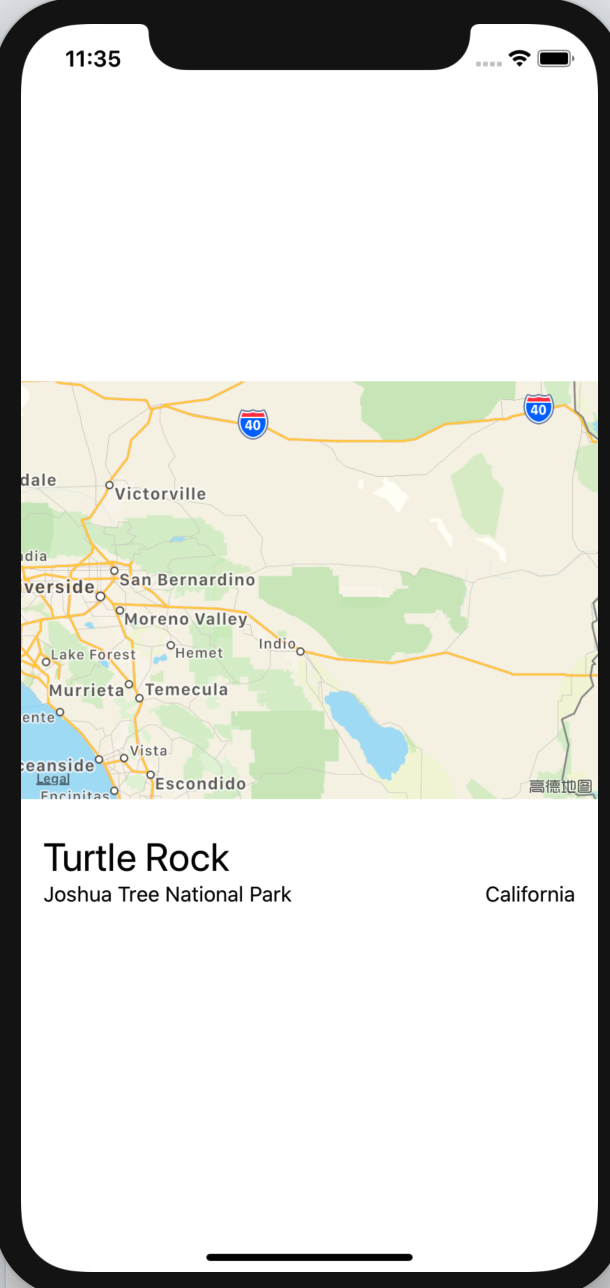 11:35
40
40
dale
Victorville
ndia
San Bernardino
verside
Moreno Valley
Lake Forest
Hemet
Indio
Murrieta
Temecula
ente
Vista
ceanside
Legal
Escondido
高德地图
Encinitas
Turtle Rock
Joshua Tree National Park
California